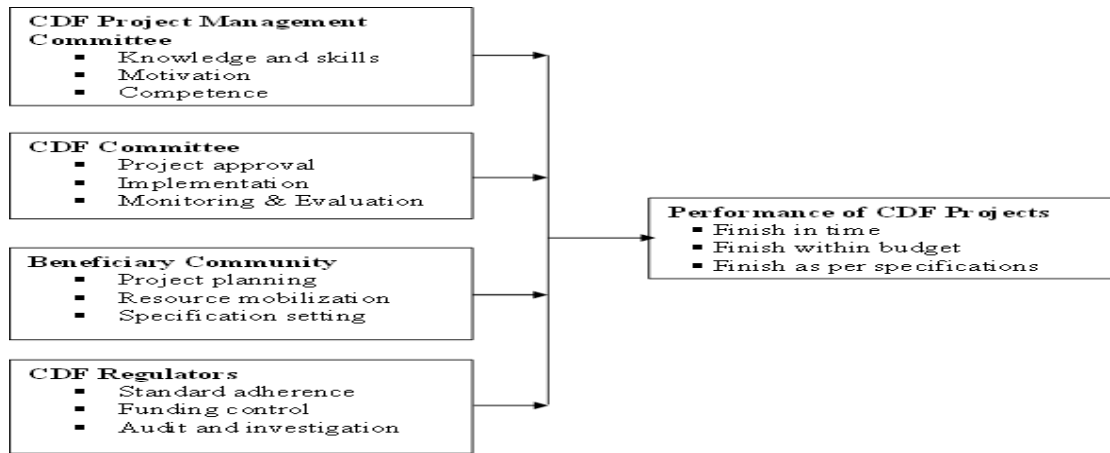 CDF Project Management
Committee
▪ Knowledge and skills
▪ Motivation
▪ Competence
CDF Committee
▪ Project approval
▪ Implementation
▪ Monitoring & Evaluation
Beneficiary Community
▪ Project planning
▪ Resource mobilization
▪ Specification setting
CDF Regulators
▪ Standard adherence
▪ Funding control
▪ Audit and investigation
Performance of CDF Projects
▪ Finish in time
▪ Finish within budget
▪ Finish as per specifications